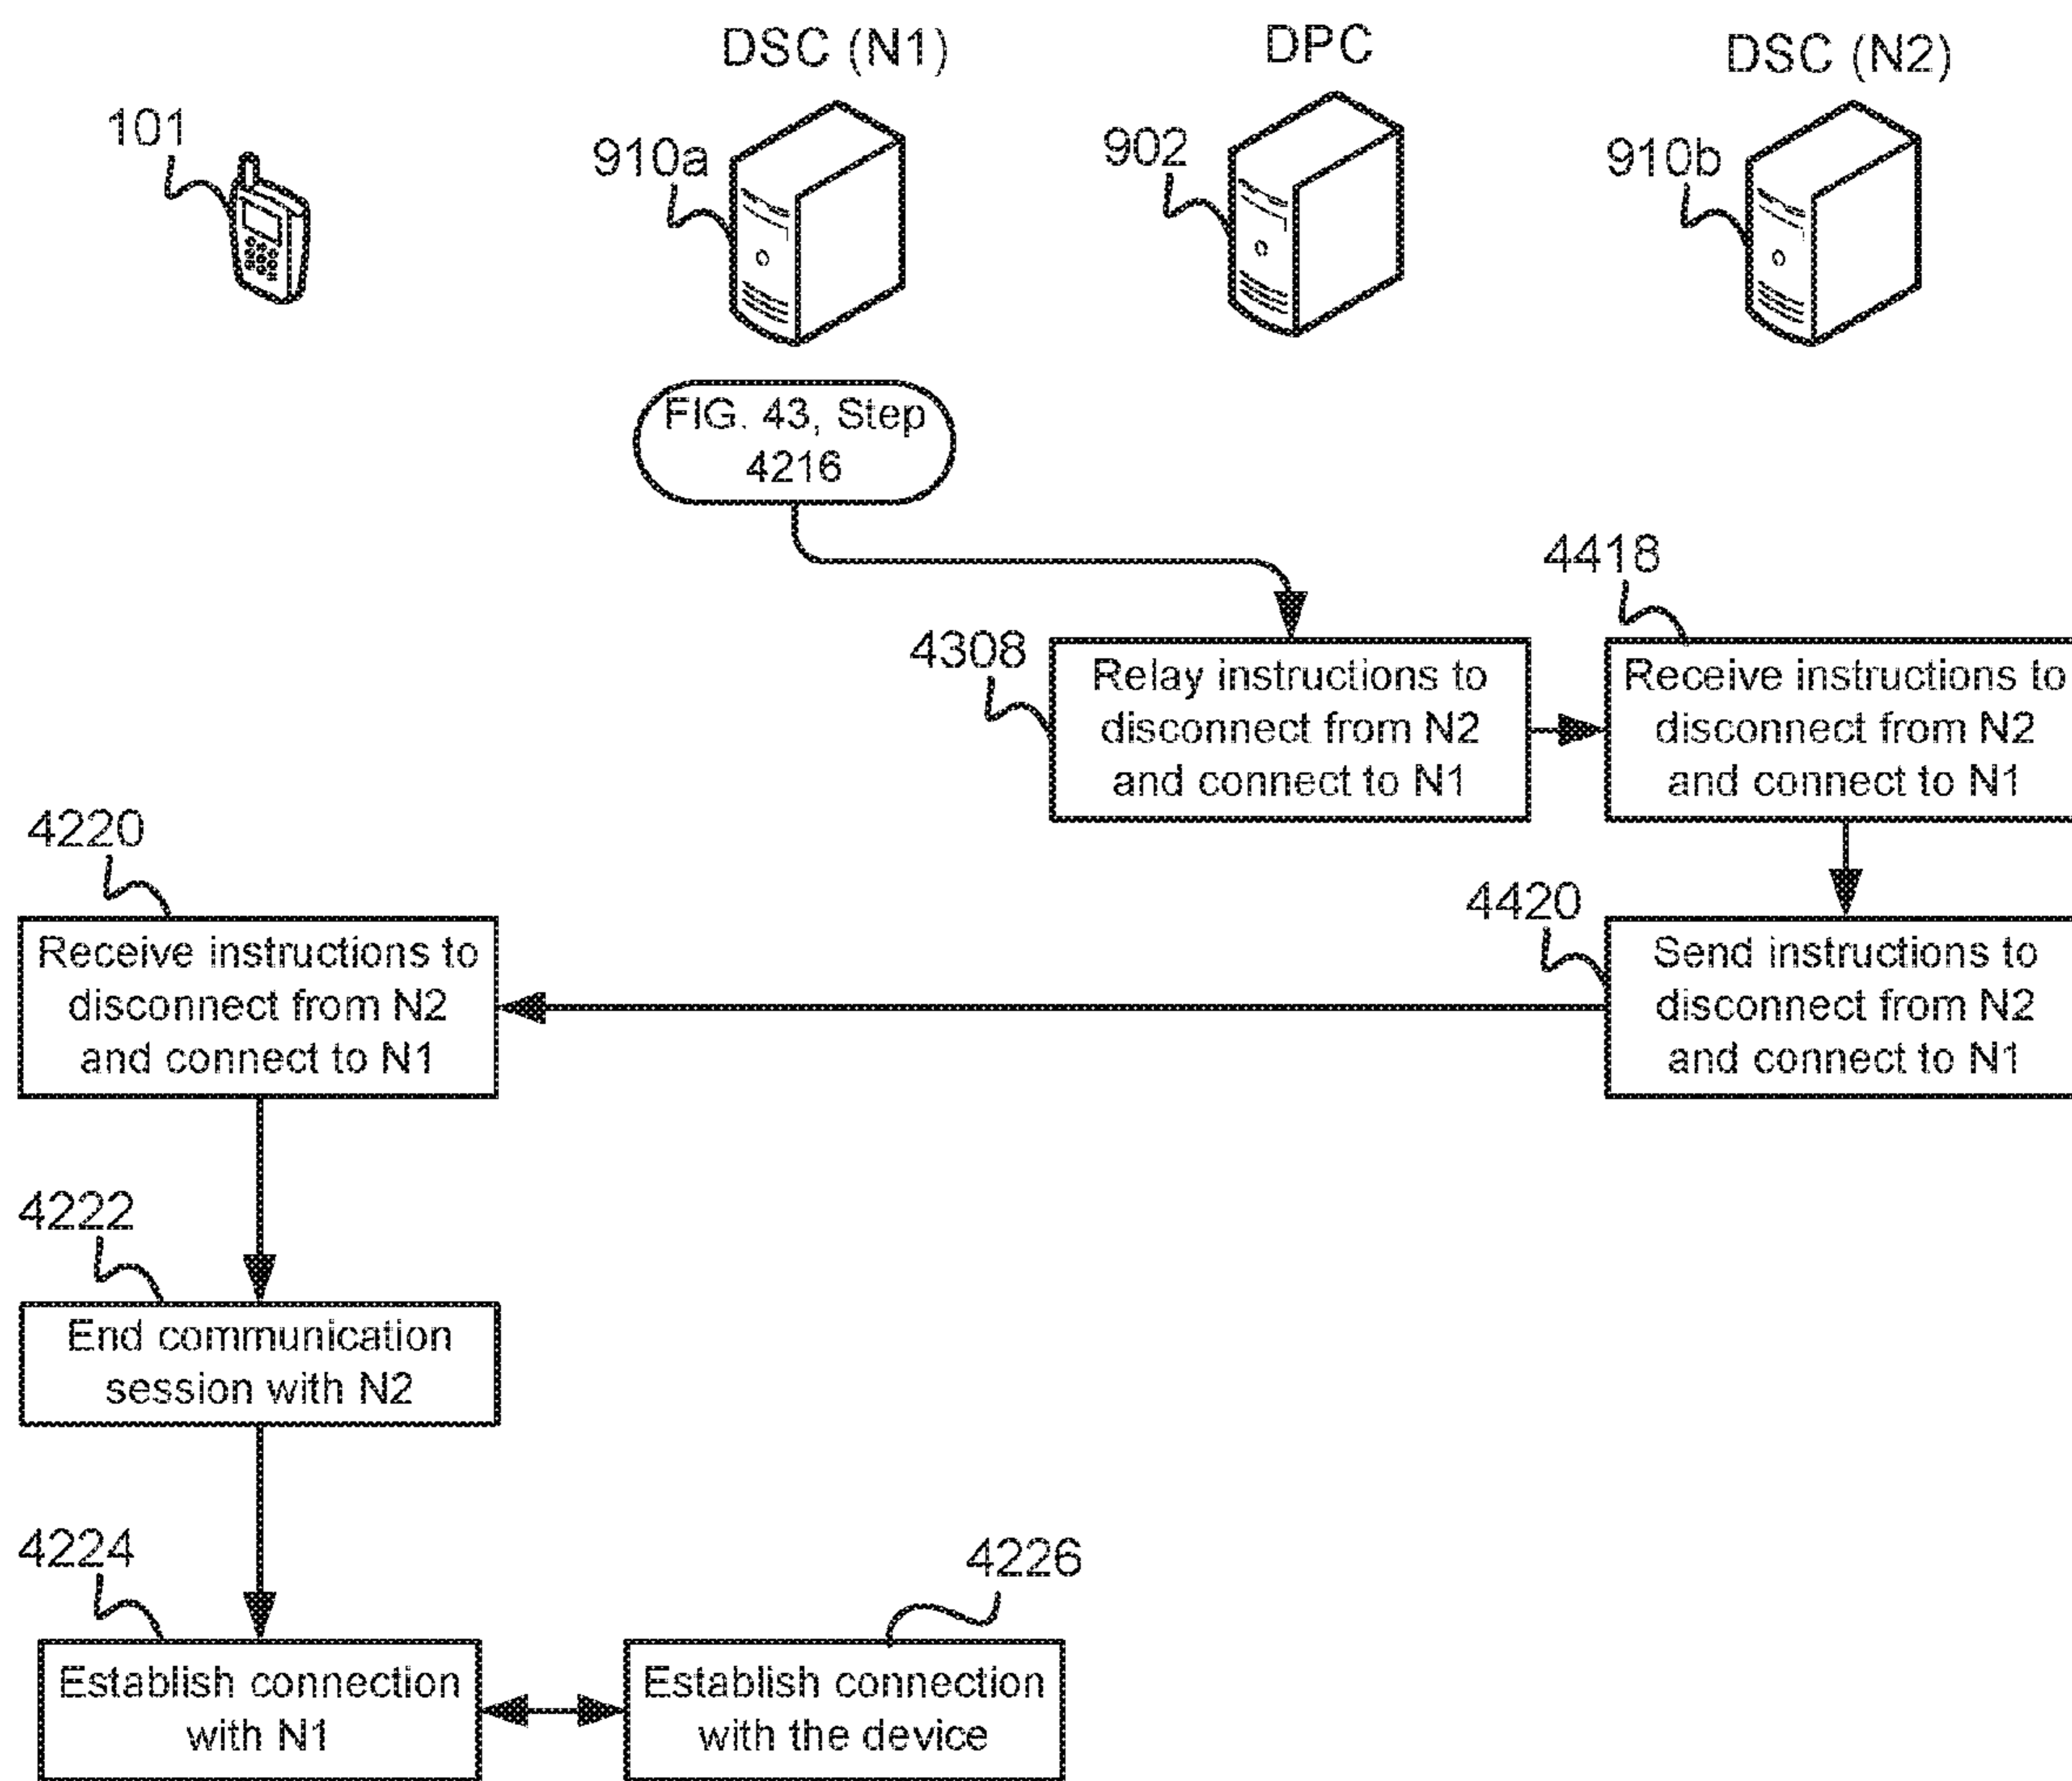 DSC (N1)
DPC
DSC (N2)
101
910a
902
910b
FIG. 43, Step
4216
4418
4308
Relay instructions to
disconnect from N2
and connect to N1
Receive instructions to
disconnect from N2
and connect to N1
4220
4420
Receive instructions to
disconnect from N2
and connect to N1
Send instructions to
disconnect from N2
and connect to N1
4222
End communication
session with N2
4224
4226
Establish connection
with N1
Establish connection
with the device